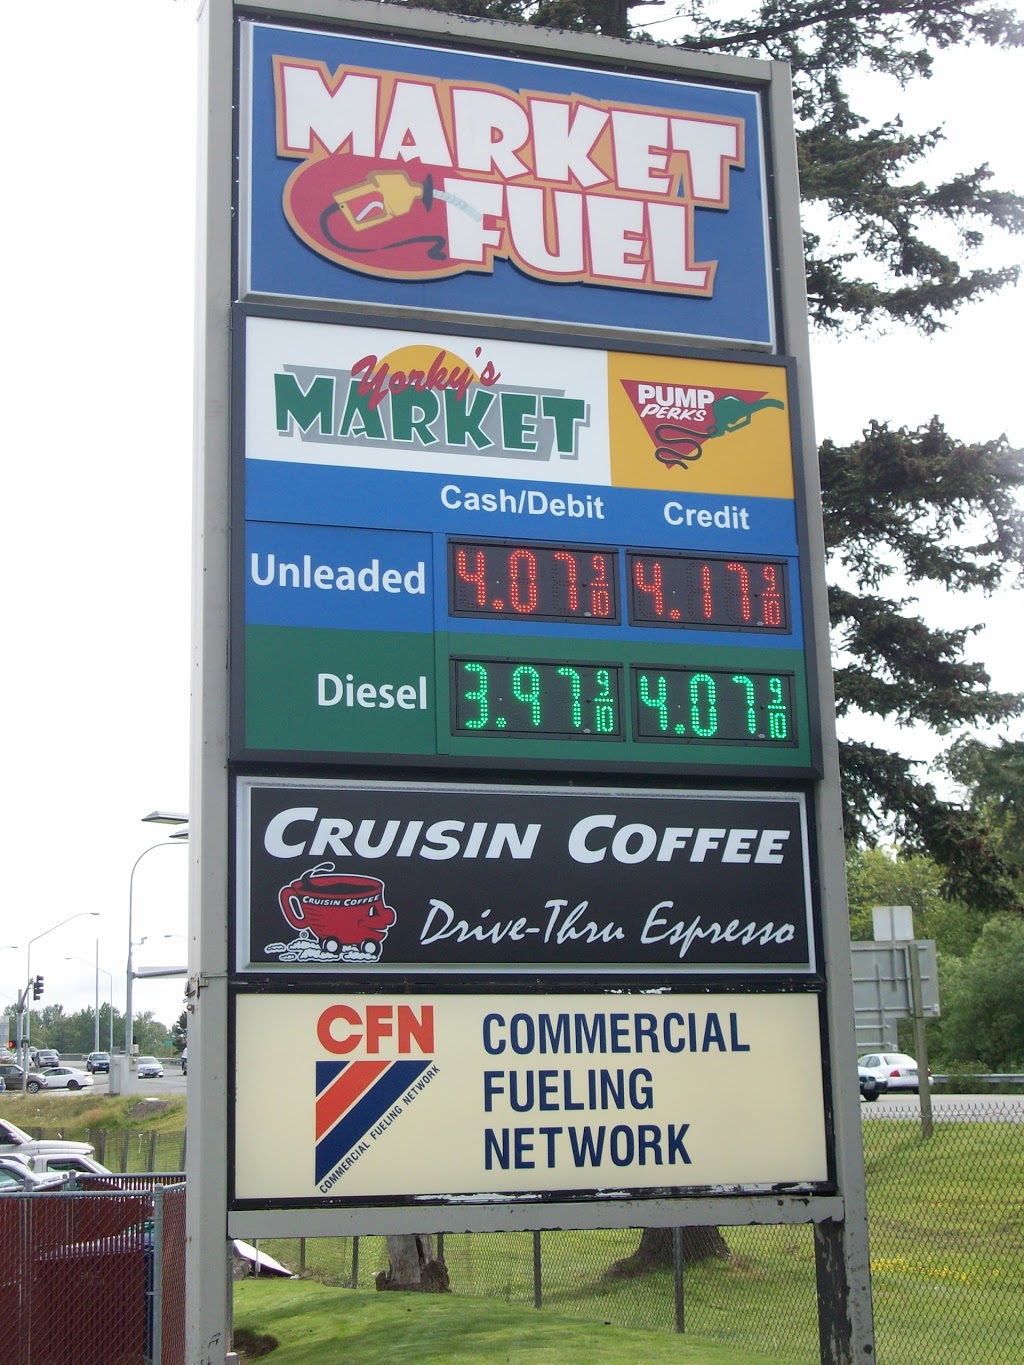 MARKET
FUEL
Yorky's
MARKET
PUMP
PERKS
Cash/Debit Credit
Unleaded 4.07 9/10 4.17 9/10
Diesel 3.97 9/10 4.07 9/10
CRUISIN COFFEE
CRUISIN COFFEE
Drive-Thru Espresso
CFN
COMMERCIAL FUELING NETWORK
COMMERCIAL
FUELING
NETWORK